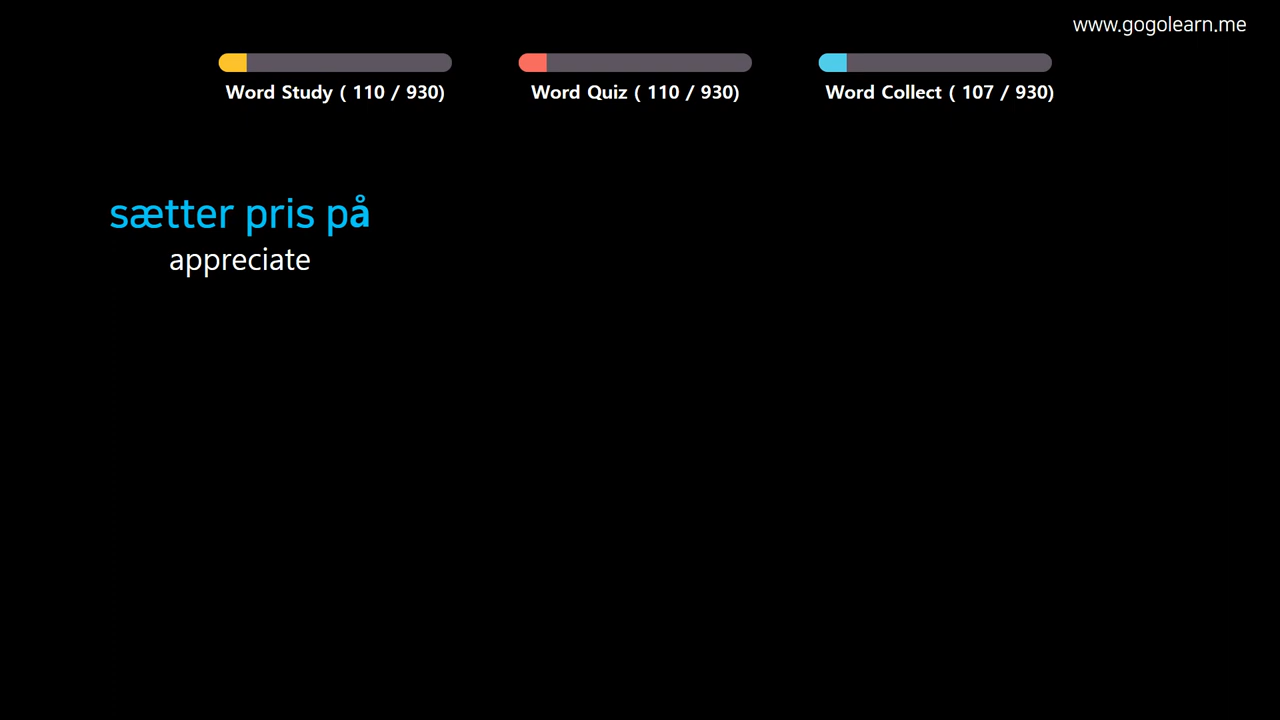 www.gogolearn.me
Word Study ( 110 / 930)
Word Quiz ( 110 / 930)
Word Collect ( 107 / 930)
sætter pris på
appreciate